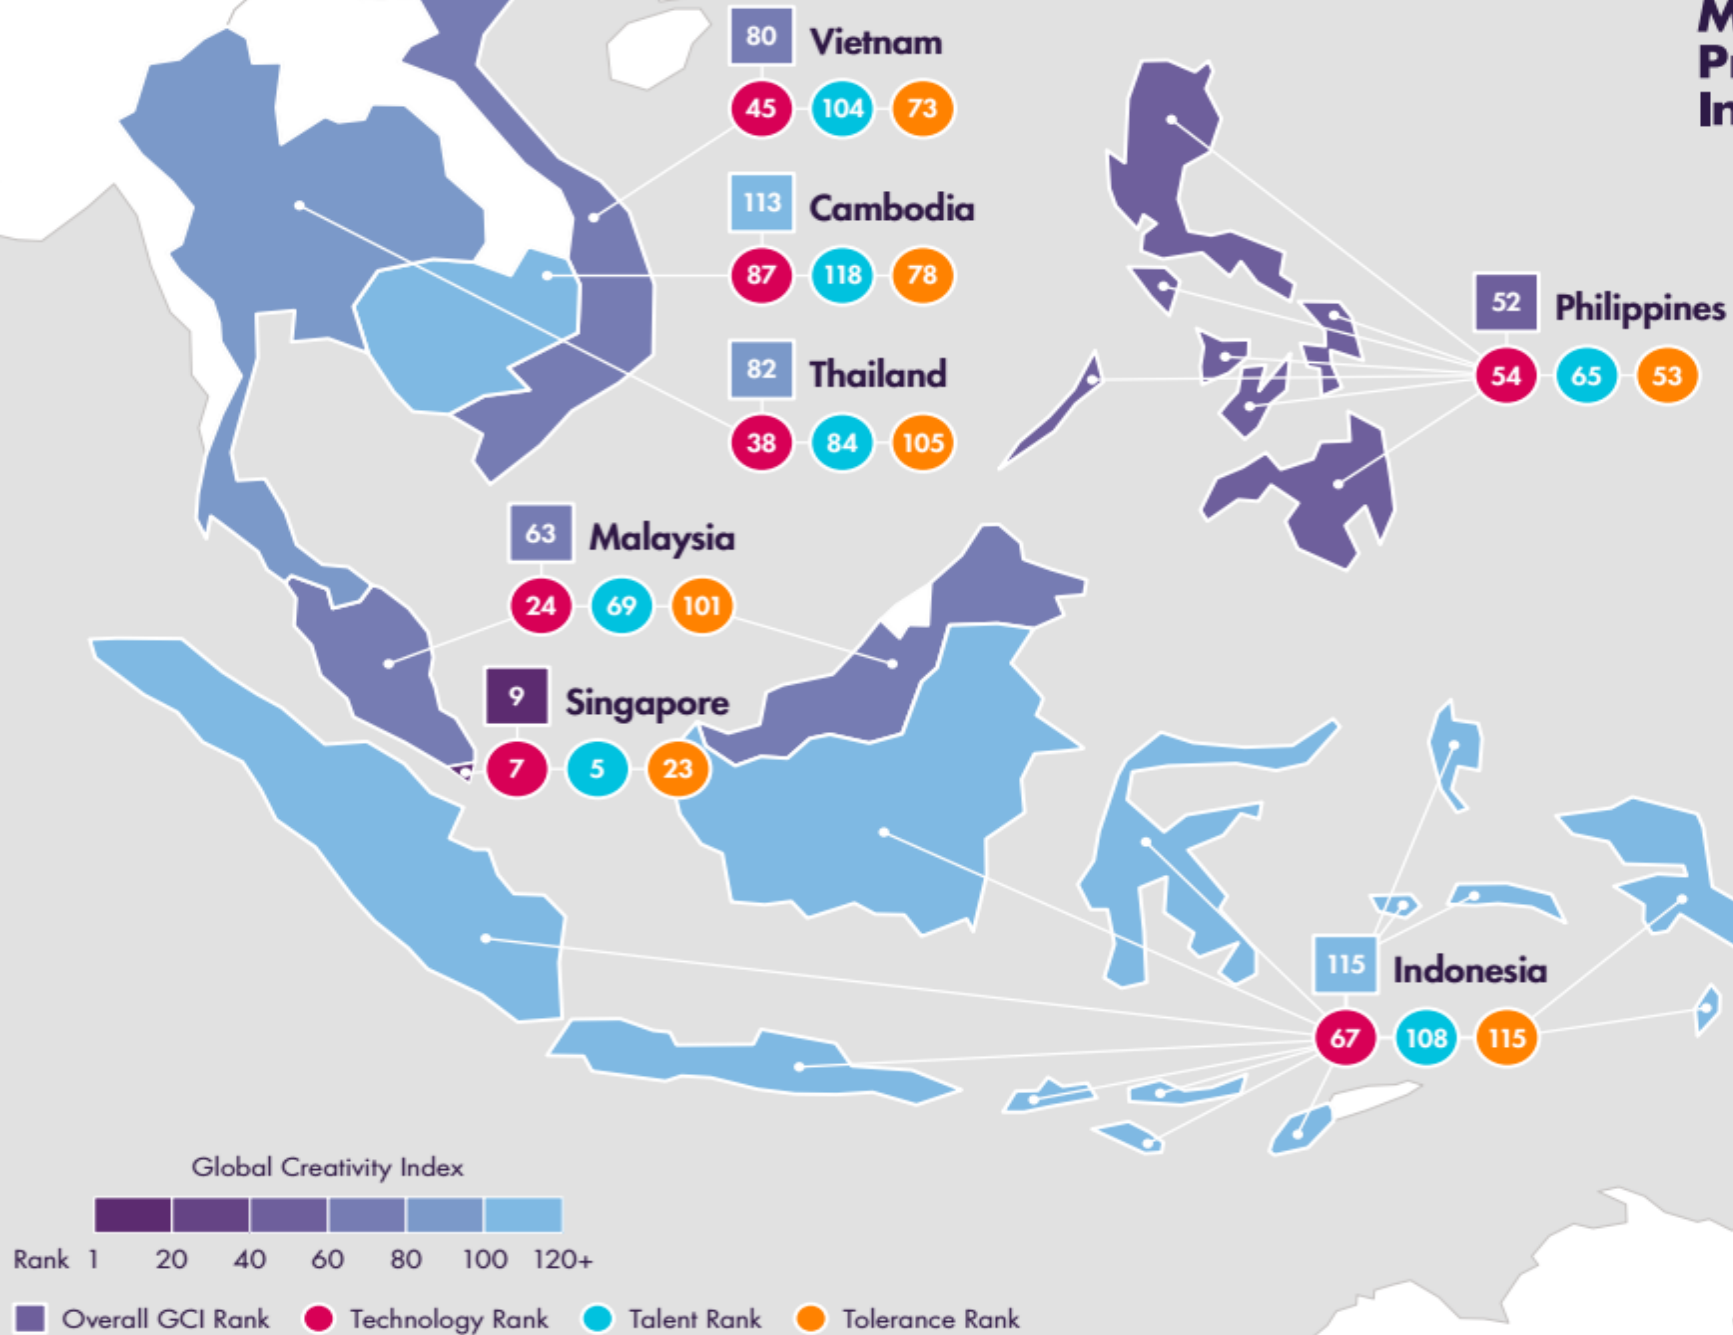 80 Vietnam
45 104 73
113 Cambodia
87 118 78
82 Thailand
38 84 105
52 Philippines
54 65 53
63 Malaysia
24 69 101
9 Singapore
7 5 23
115 Indonesia
67 108 115
Global Creativity Index
Rank 1 20 40 60 80 100 120+
Overall GCI Rank Technology Rank Talent Rank Tolerance Rank